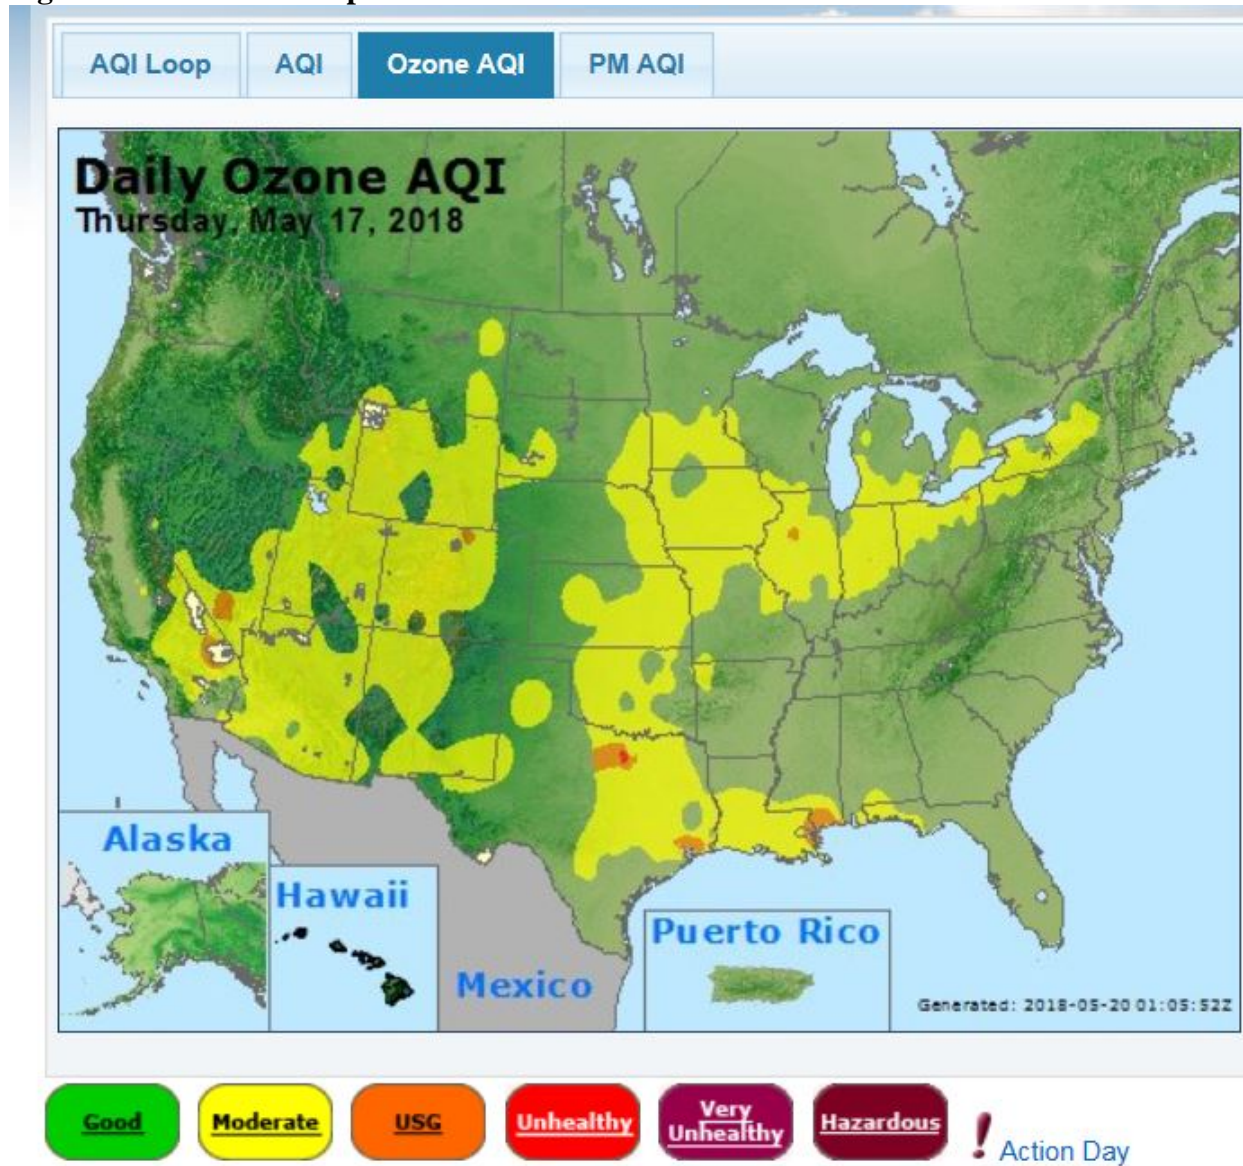 AQI Loop
AQI
Ozone AQI
PM AQI
Daily Ozone AQI
Thursday, May 17, 2018
Alaska
Hawaii
Mexico
Puerto Rico
Generated: 2018-05-20 01:05:52Z
Good
Moderate
USG
Unhealthy
Very
Unhealthy
Hazardous
! Action Day